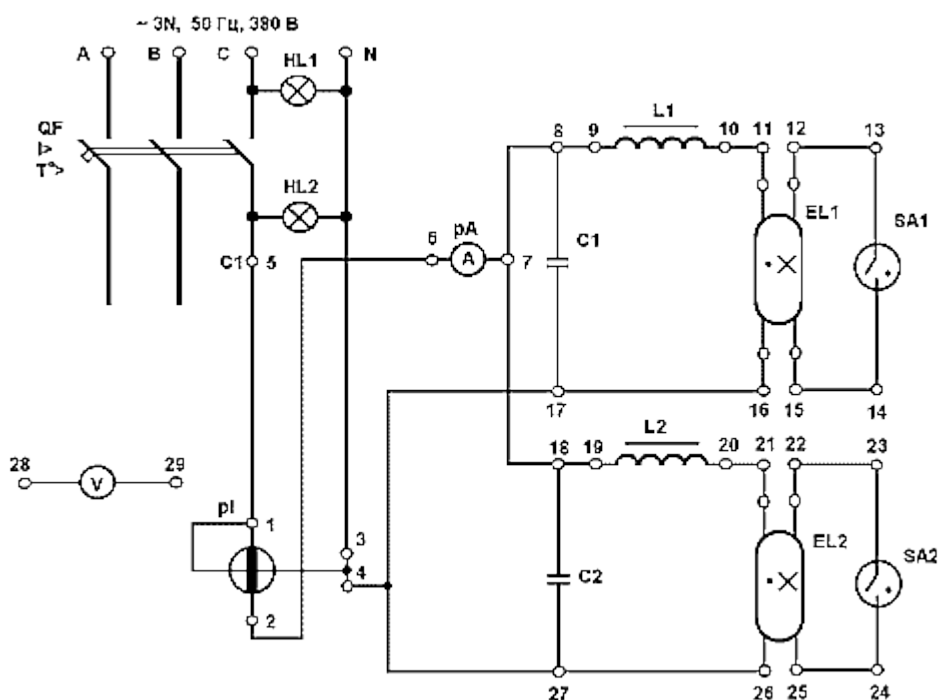 ~ 3N, 50 Гц, 380 В
A B C N
HL1
QF
T°>
HL2
C1 5
6 pA
A
7
8 9 L1 10 11 12 13
C1
EL1
SA1
17 16 15 14
18 19 L2 20 21 22 23
C2
EL2
SA2
27 26 25 24
28 V 29
pI
1
3
4
2